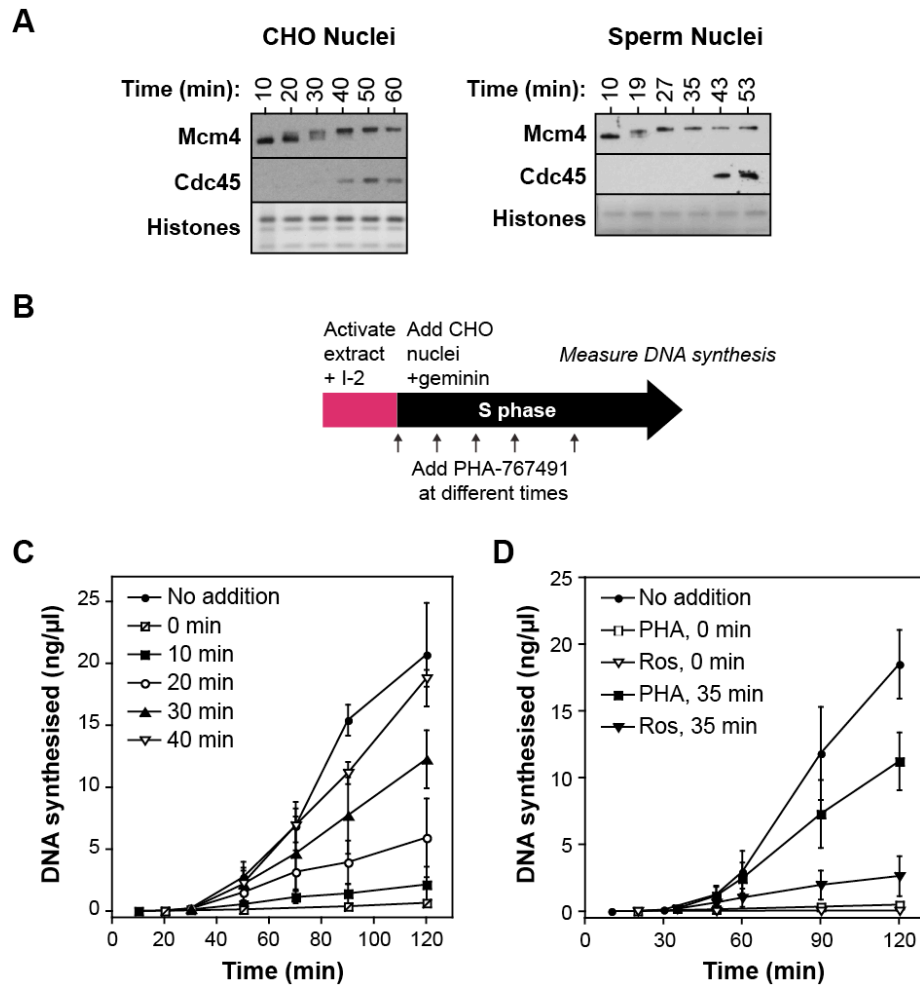 A
CHO Nuclei
Time (min): 10 20 30 40 50 60
Mcm4
Cdc45
Histones
Sperm Nuclei
Time (min): 10 19 27 35 43 53
Mcm4
Cdc45
Histones
B
Activate
extract
+ I-2
Add CHO
nuclei
+geminin
Measure DNA synthesis
S phase
Add PHA-767491
at different times
C
DNA synthesised (ng/µl)
25
20
15
10
5
0
No addition
0 min
10 min
20 min
30 min
40 min
0 20 40 60 80 100 120
Time (min)
D
DNA synthesised (ng/µl)
25
20
15
10
5
0
No addition
PHA, 0 min
Ros, 0 min
PHA, 35 min
Ros, 35 min
0 30 60 90 120
Time (min)